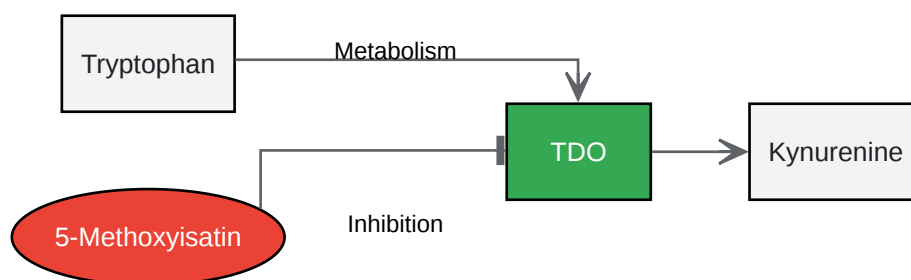 Metabolism
Tryptophan
TDO
Kynurenine
5-Methoxyisatin
Inhibition